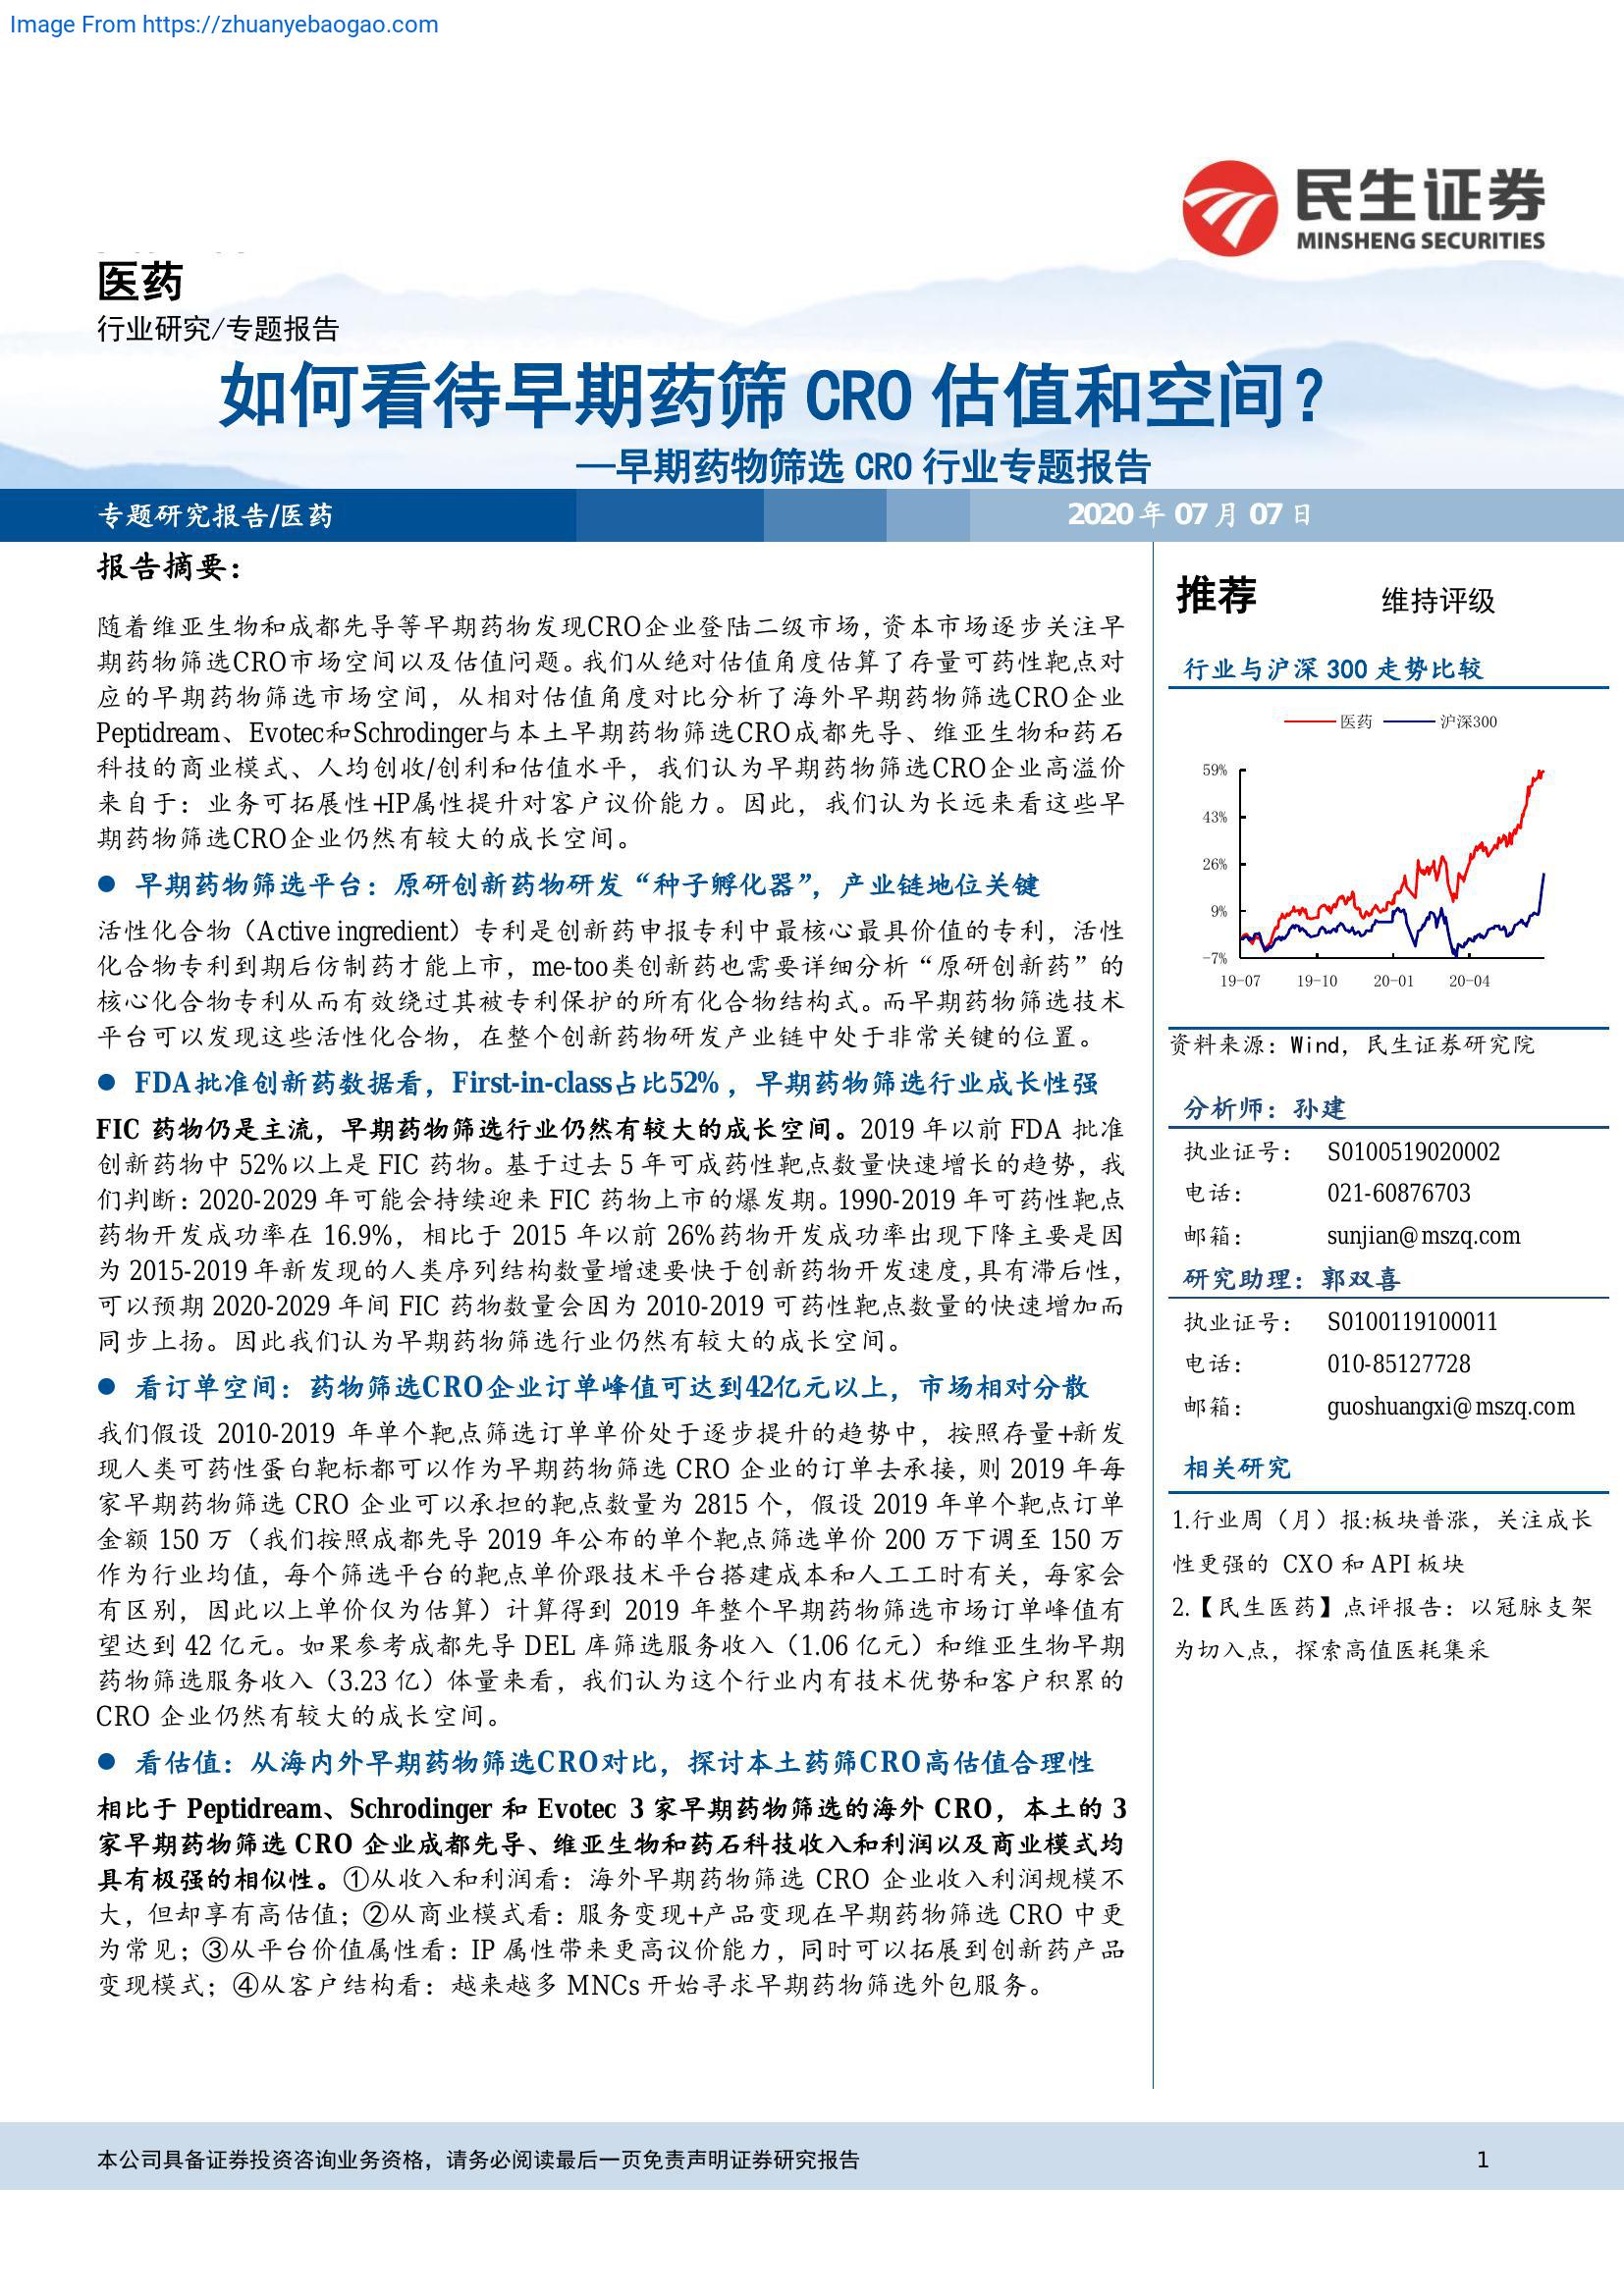 Image From https://zhuanyebaogao.com
民生证券
MINSHENG SECURITIES
医药
行业研究/专题报告
如何看待早期药筛 CRO 估值和空间？
—早期药物筛选 CRO 行业专题报告
专题研究报告/医药
2020 年 07 月 07 日
报告摘要：
随着维亚生物和成都先导等早期药物发现CRO企业登陆二级市场，资本市场逐步关注早
期药物筛选CRO市场空间以及估值问题。我们从绝对估值角度估算了存量可药性靶点对
应的早期药物筛选市场空间，从相对估值角度对比分析了海外早期药物筛选CRO企业
Peptidream、Evotec和Schrodinger与本土早期药物筛选CRO成都先导、维亚生物和药石
科技的商业模式、人均创收/创利和估值水平，我们认为早期药物筛选CRO企业高溢价
来自于：业务可拓展性+IP属性提升对客户议价能力。因此，我们认为长远来看这些早
期药物筛选CRO企业仍然有较大的成长空间。
● 早期药物筛选平台：原研创新药物研发“种子孵化器”，产业链地位关键
活性化合物（Active ingredient）专利是创新药申报专利中最核心最具价值的专利，活性
化合物专利到期后仿制药才能上市，me-too类创新药也需要详细分析“原研创新药”的
核心化合物专利从而有效绕过其被专利保护的所有化合物结构式。而早期药物筛选技术
平台可以发现这些活性化合物，在整个创新药物研发产业链中处于非常关键的位置。
● FDA批准创新药数据看，First-in-class占比52%，早期药物筛选行业成长性强
FIC 药物仍是主流，早期药物筛选行业仍然有较大的成长空间。2019 年以前 FDA 批准
创新药物中 52%以上是 FIC 药物。基于过去 5 年可成药性靶点数量快速增长的趋势，我
们判断：2020-2029 年可能会持续迎来 FIC 药物上市的爆发期。1990-2019 年可药性靶点
药物开发成功率在 16.9%，相比于 2015 年以前 26%药物开发成功率出现下降主要是因
为 2015-2019 年新发现的人类序列结构数量增速要快于创新药物开发速度，具有滞后性，
可以预期 2020-2029 年间 FIC 药物数量会因为 2010-2019 可药性靶点数量的快速增加而
同步上扬。因此我们认为早期药物筛选行业仍然有较大的成长空间。
● 看订单空间：药物筛选CRO企业订单峰值可达到42亿元以上，市场相对分散
我们假设 2010-2019 年单个靶点筛选订单单价处于逐步提升的趋势中，按照存量+新发
现人类可药性蛋白靶标都可以作为早期药物筛选 CRO 企业的订单去承接，则 2019 年每
家早期药物筛选 CRO 企业可以承担的靶点数量为 2815 个，假设 2019 年单个靶点订单
金额 150 万（我们按照成都先导 2019 年公布的单个靶点筛选单价 200 万下调至 150 万
作为行业均值，每个筛选平台的靶点单价跟技术平台搭建成本和人工工时有关，每家会
有区别，因此以上单价仅为估算）计算得到 2019 年整个早期药物筛选市场订单峰值有
望达到 42 亿元。如果参考成都先导 DEL 库筛选服务收入（1.06 亿元）和维亚生物早期
药物筛选服务收入（3.23 亿）体量来看，我们认为这个行业内有技术优势和客户积累的
CRO 企业仍然有较大的成长空间。
● 看估值：从海内外早期药物筛选CRO对比，探讨本土药筛CRO高估值合理性
相比于 Peptidream、Schrodinger 和 Evotec 3 家早期药物筛选的海外 CRO，本土的 3
家早期药物筛选 CRO 企业成都先导、维亚生物和药石科技收入和利润以及商业模式均
具有极强的相似性。①从收入和利润看：海外早期药物筛选 CRO 企业收入利润规模不
大，但却享有高估值；②从商业模式看：服务变现+产品变现在早期药物筛选 CRO 中更
为常见；③从平台价值属性看：IP 属性带来更高议价能力，同时可以拓展到创新药产品
变现模式；④从客户结构看：越来越多 MNCs 开始寻求早期药物筛选外包服务。
推荐 维持评级
行业与沪深 300 走势比较
医药 沪深300
59%
43%
26%
9%
-7%
19-07 19-10 20-01 20-04
资料来源：Wind，民生证券研究院
分析师：孙建
执业证号： S0100519020002
电话： 021-60876703
邮箱： sunjian@mszq.com
研究助理：郭双喜
执业证号： S0100119100011
电话： 010-85127728
邮箱： guoshuangxi@mszq.com
相关研究
1.行业周（月）报:板块普涨，关注成长
性更强的 CXO 和 API 板块
2.【民生医药】点评报告：以冠脉支架
为切入点，探索高值医耗集采
本公司具备证券投资咨询业务资格，请务必阅读最后一页免责声明证券研究报告
1